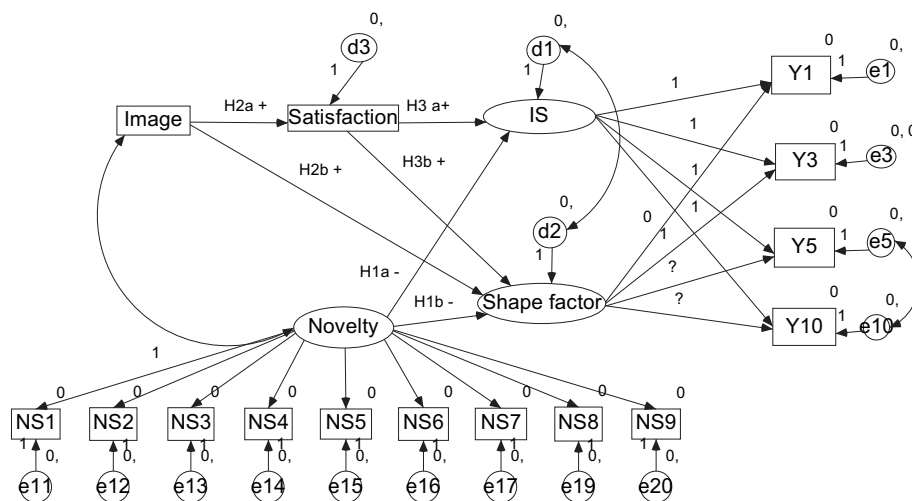 0,
d3
1
0,
d1
1
0
Y1
1
0,
e1
Image
H2a +
Satisfaction
H3 a+
IS
1
1
0
Y3
1
0, 0
e3
H2b +
H3b +
1
1
0
1
0,
d2
1
0
Y5
1
0,
e5
H1a -
H1b -
Shape factor
?
?
0
Y10
1
0,
e10
Novelty
1
0
0
0
0
0
0
0
0
0
NS1
NS2
NS3
NS4
NS5
NS6
NS7
NS8
NS9
1
1
1
1
1
1
1
1
1
0,
0,
0,
0,
0,
0,
0,
0,
0,
e11
e12
e13
e14
e15
e16
e17
e19
e20